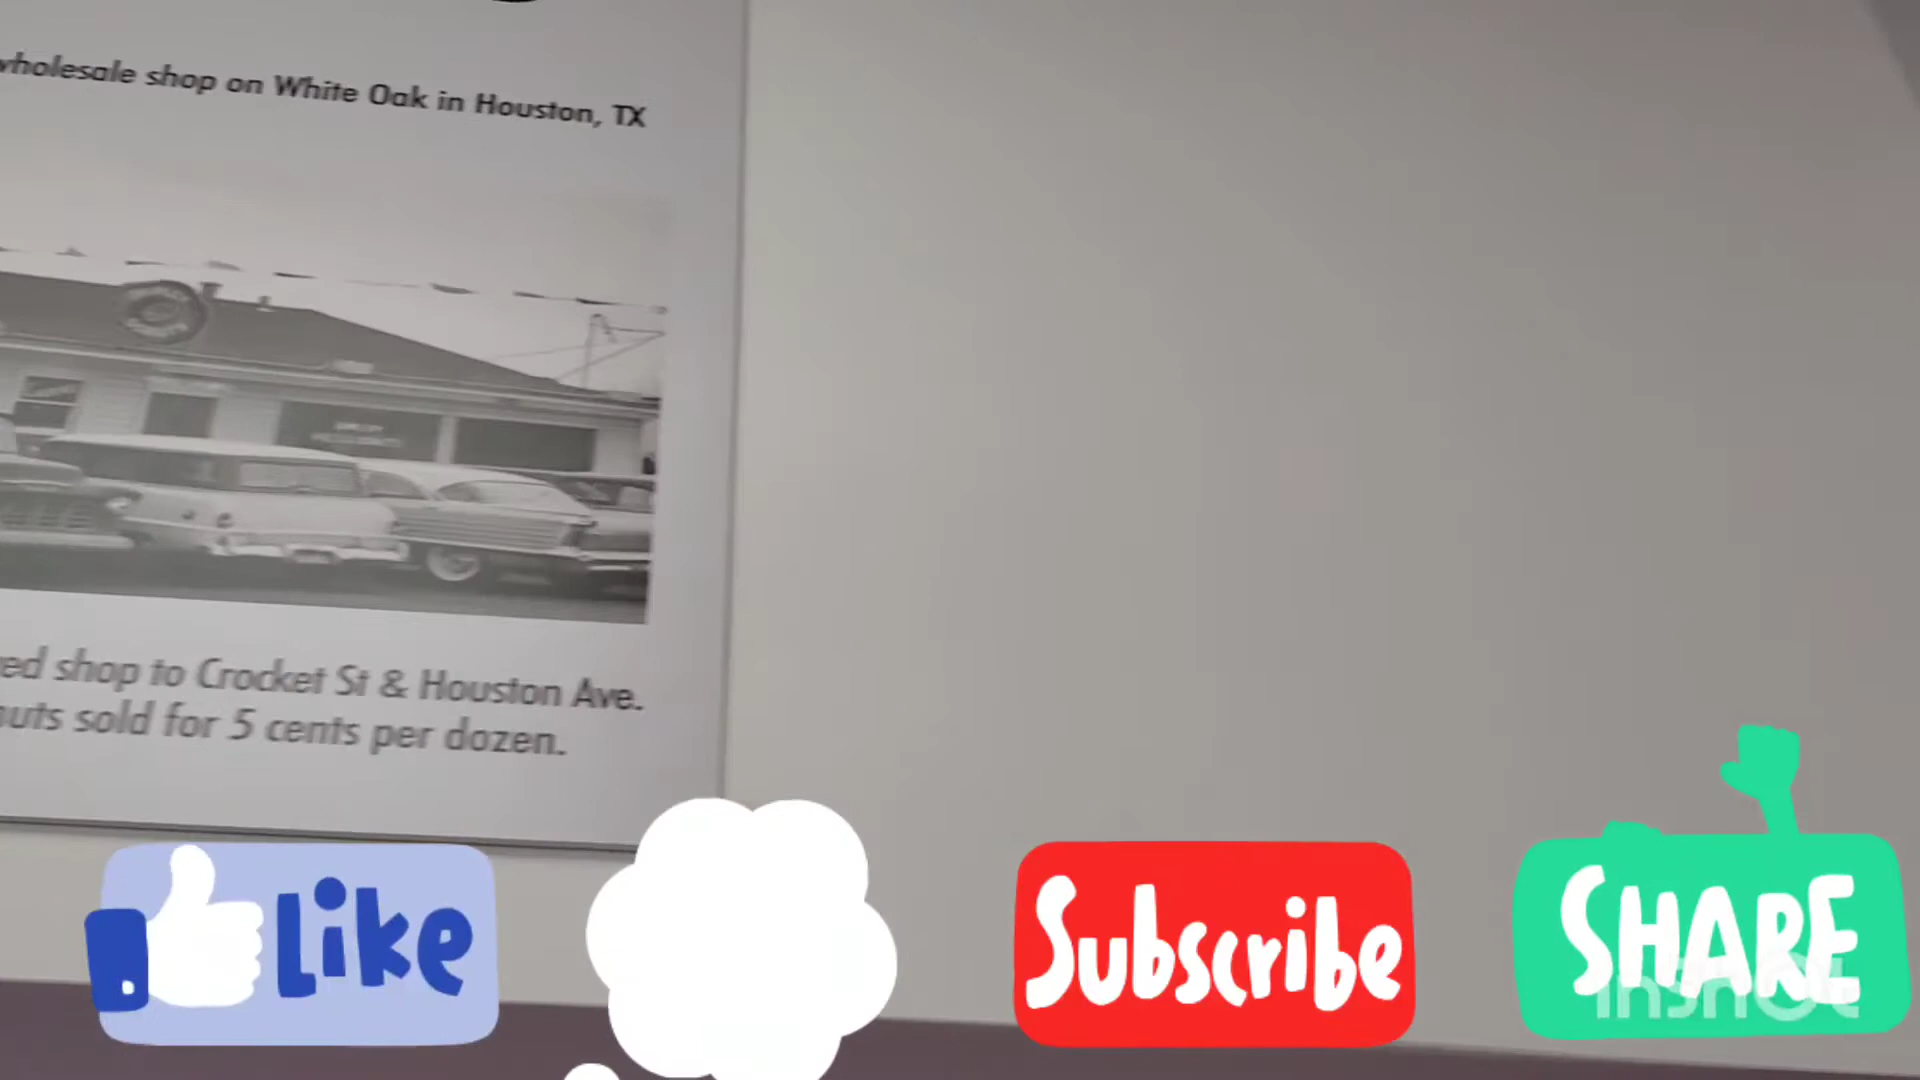 wholesale shop on White Oak in Houston, TX
ed shop to Crocket St & Houston Ave.
uts sold for 5 cents per dozen.
Like
Subscribe
SHARE
INSHOT